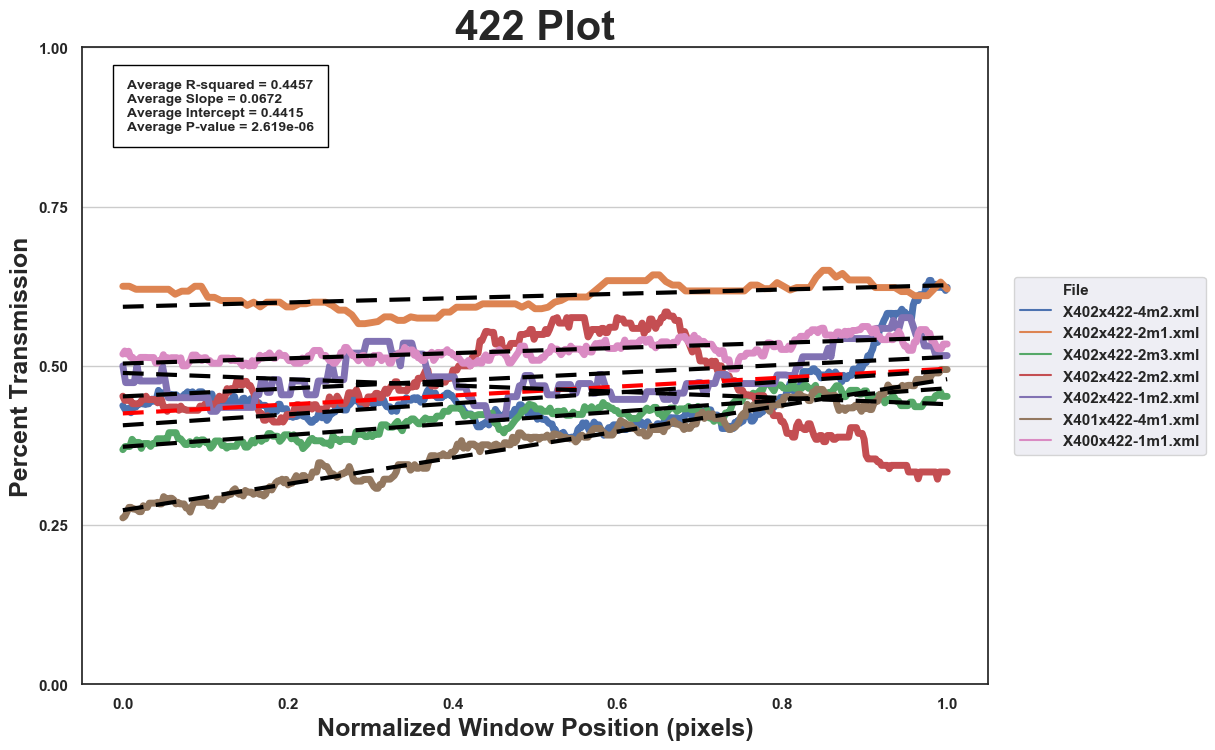 422 Plot
1.00
0.75
0.50
0.25
0.00
Percent Transmission
Average R-squared = 0.4457
Average Slope = 0.0672
Average Intercept = 0.4415
Average P-value = 2.619e-06
0.0 0.2 0.4 0.6 0.8 1.0
Normalized Window Position (pixels)
File
X402x422-4m2.xml
X402x422-2m1.xml
X402x422-2m3.xml
X402x422-2m2.xml
X402x422-1m2.xml
X401x422-4m1.xml
X400x422-1m1.xml